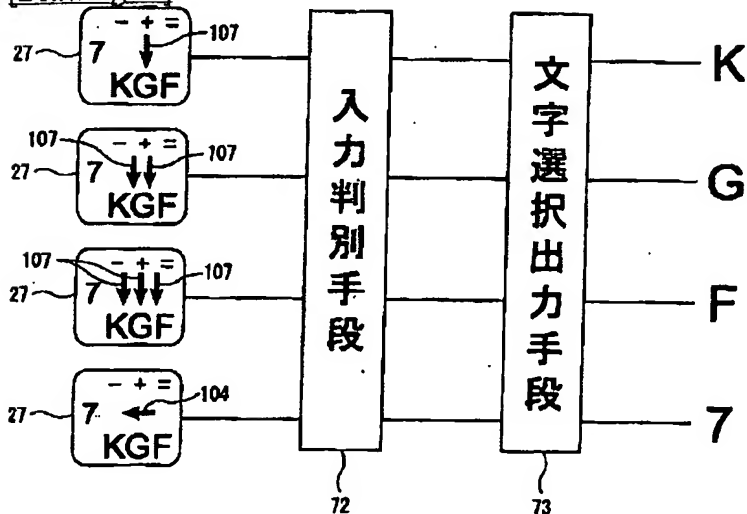 - + =
27 7 107 K
KGF
107 - + = 107
27 7 G
KGF
107 - + = 107
27 7 F
KGF
- + =
27 7 104 7
KGF
入力判別手段
文字選択出力手段
72 73